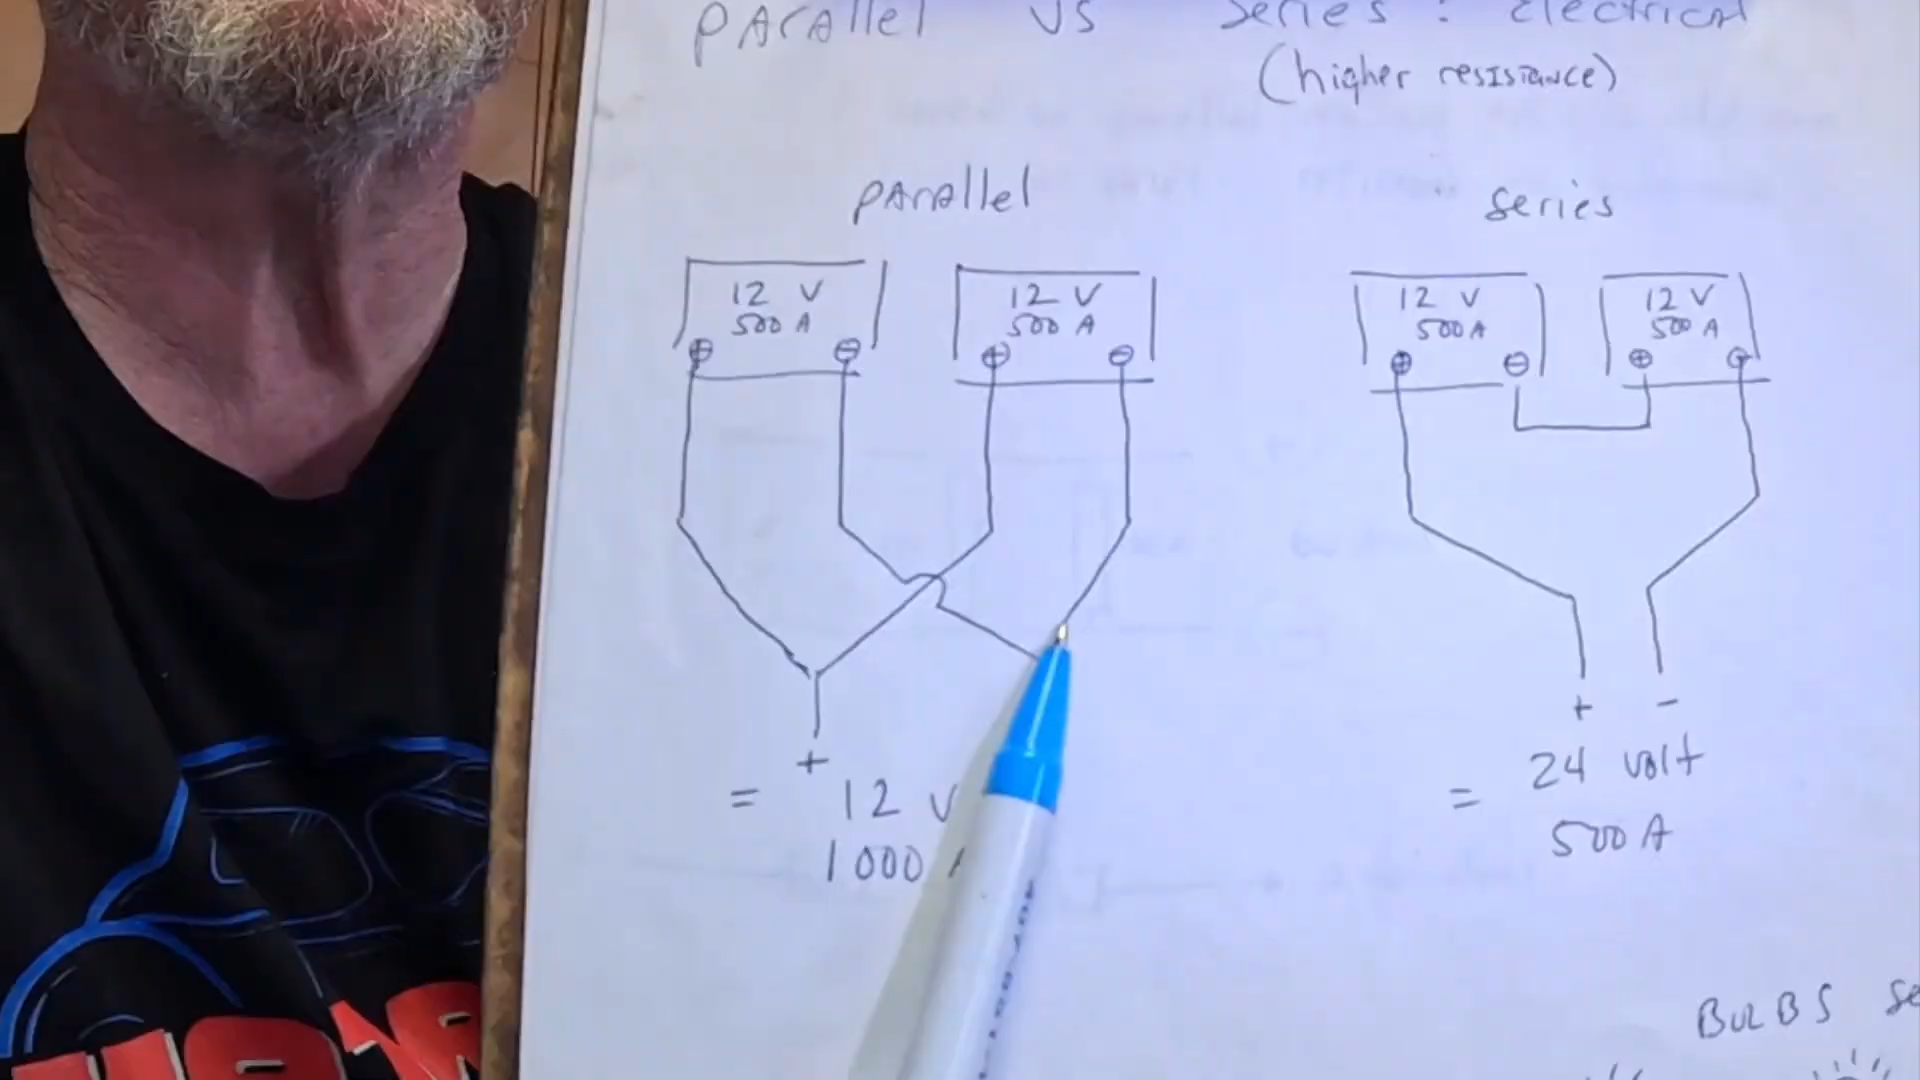 PARAllel VS Series : Electrical
(higher resistance)
PARAllel
series
12 V
500 A
12 V
500 A
12 V
500A
12 V
500 A
+
= 12 V
1000
+ -
= 24 volt
500 A
BULBS